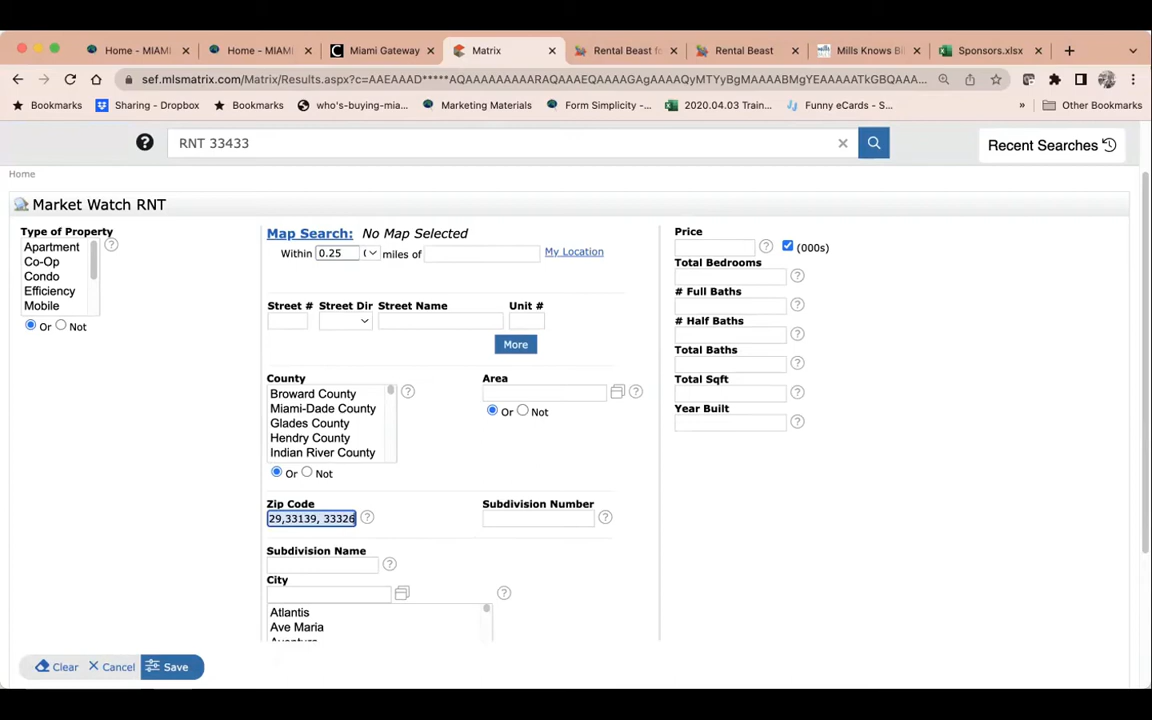 Home - MIAMI
Home - MIAMI
Miami Gateway
Matrix
Rental Beast fo
Rental Beast
Mills Knows Bi
Sponsors.xlsx
sef.mlsmatrix.com/Matrix/Results.aspx?c=AAEAAAD*****AQAAAAAAAAARAQAAAEQAAAAGAgAAAAQyMTYyBgMAAAABMgYEAAAAATkGBQAAA...
Bookmarks
Sharing - Dropbox
Bookmarks
who's-buying-mia...
Marketing Materials
Form Simplicity -...
2020.04.03 Train...
Funny eCards - S...
»
Other Bookmarks
RNT 33433
Recent Searches
Home
Market Watch RNT
Type of Property
Apartment
Co-Op
Condo
Efficiency
Mobile
Or Not
Map Search: No Map Selected
Within 0.25 miles of
My Location
Street # Street Dir Street Name Unit #
More
County
Broward County
Miami-Dade County
Glades County
Hendry County
Indian River County
Or Not
Area
Or Not
Zip Code
29,33139, 33326
Subdivision Number
Subdivision Name
City
Atlantis
Ave Maria
Price
(000s)
Total Bedrooms
# Full Baths
# Half Baths
Total Baths
Total Sqft
Year Built
Clear Cancel Save